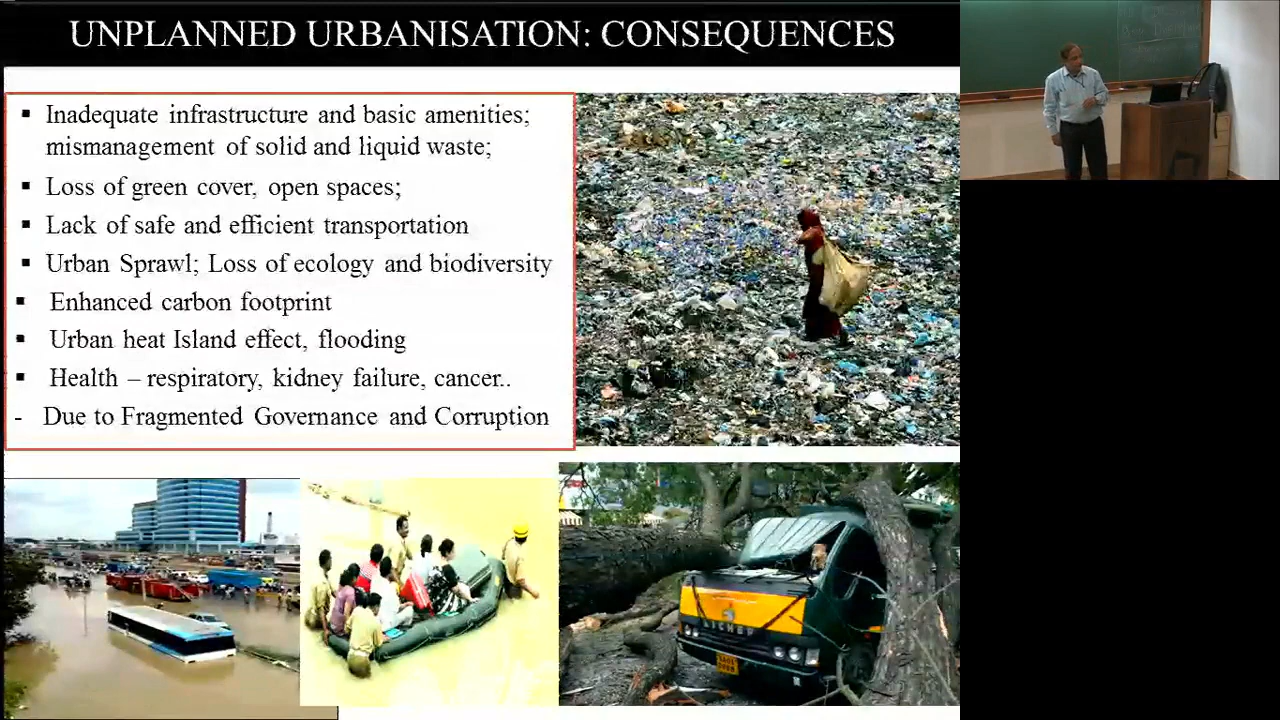 UNPLANNED URBANISATION: CONSEQUENCES
▪ Inadequate infrastructure and basic amenities;
mismanagement of solid and liquid waste;
▪ Loss of green cover, open spaces;
▪ Lack of safe and efficient transportation
▪ Urban Sprawl; Loss of ecology and biodiversity
▪ Enhanced carbon footprint
▪ Urban heat Island effect, flooding
▪ Health – respiratory, kidney failure, cancer..
- Due to Fragmented Governance and Corruption
EICHER